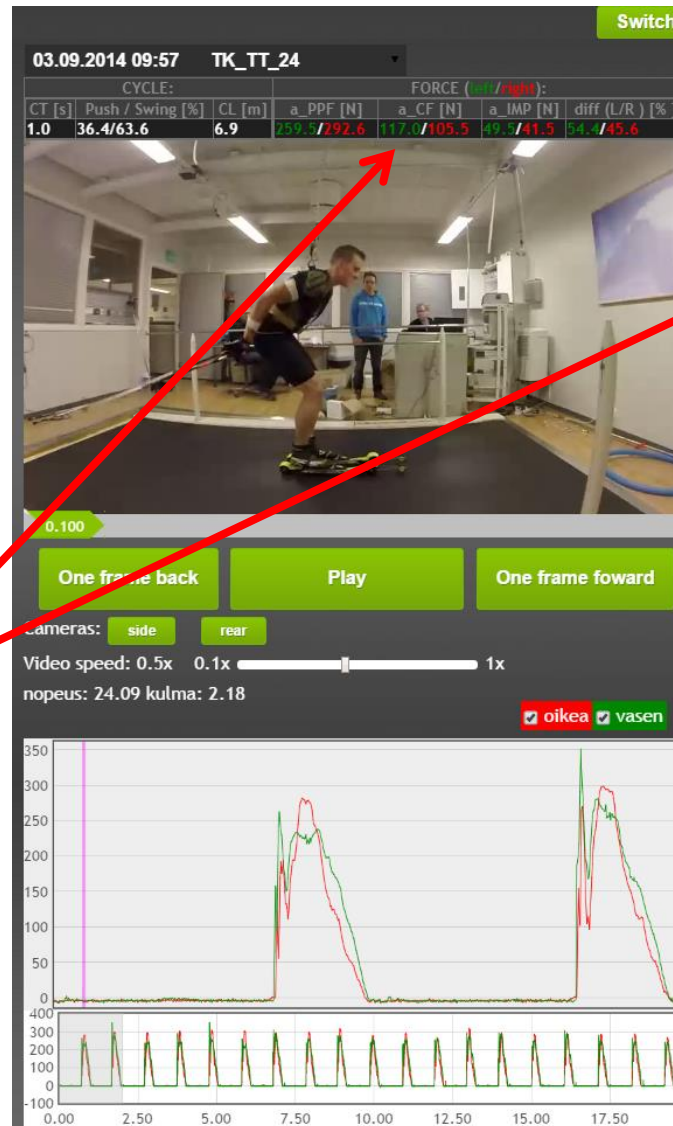 Switch
03.09.2014 09:57 TK_TT_24
CYCLE: FORCE (left/right):
CT [s] Push / Swing [%] CL [m] a_PPF [N] a_CF [N] a_IMP [N] diff (L/R ) [%
1.0 36.4/63.6 6.9 259.5/292.6 117.0/105.5 49.5/41.5 54.4/45.6
0.100
One frame back Play One frame foward
Cameras: side rear
Video speed: 0.5x 0.1x 1x
nopeus: 24.09 kulma: 2.18
oikea vasen
350
300
250
200
150
100
50
0
400
300
200
100
0
-100
0.00 2.50 5.00 7.50 10.00 12.50 15.00 17.50